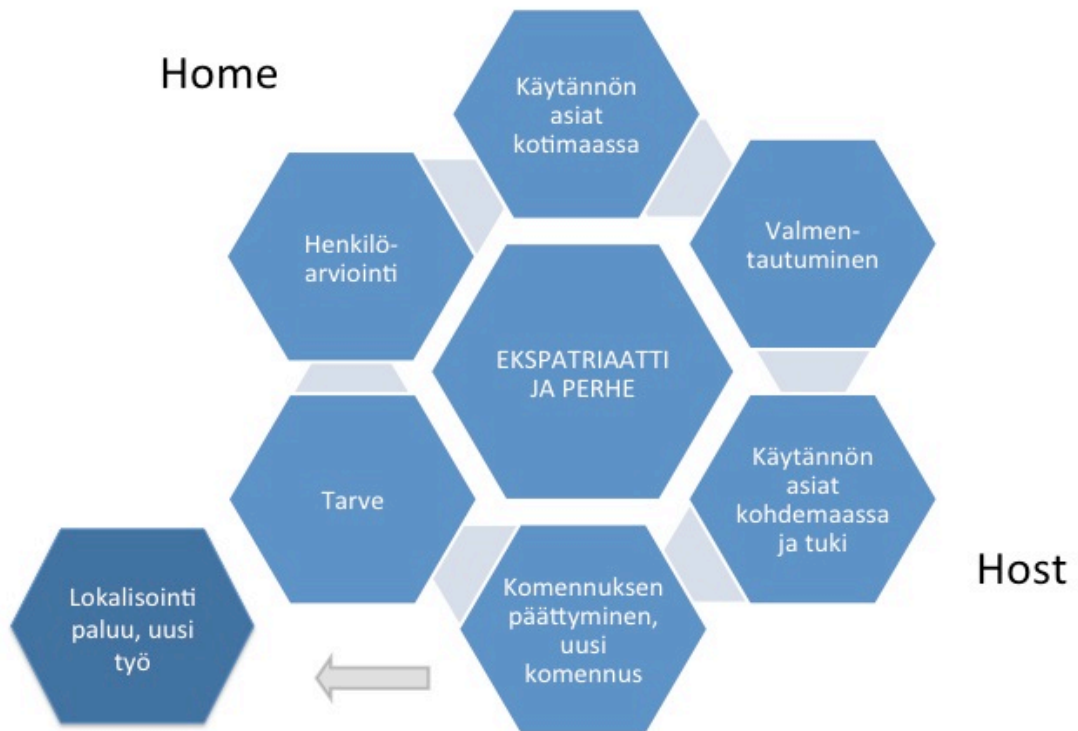 Home
Käytännön
asiat
kotimaassa
Henkilö-
arviointi
Valmen-
tautuminen
EKSPATRIAATTI
JA PERHE
Tarve
Käytännön
asiat
kohdemaassa
ja tuki
Host
Komennuksen
päättyminen,
uusi
komennus
Lokalisointi
paluu, uusi
työ